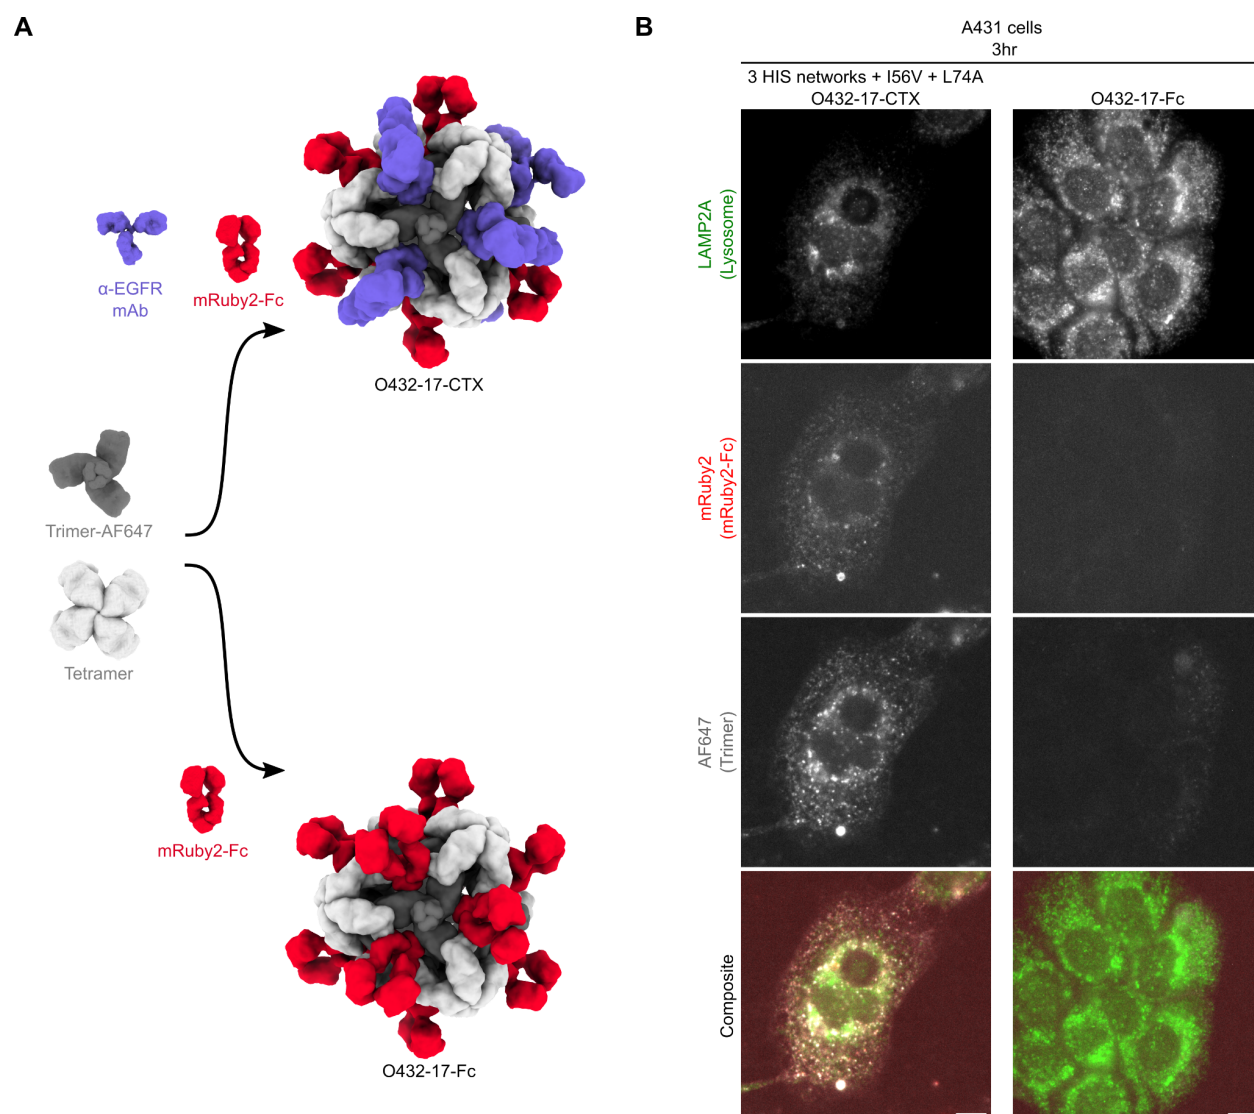 A
α-EGFR
mAb
mRuby2-Fc
O432-17-CTX
Trimer-AF647
Tetramer
mRuby2-Fc
O432-17-Fc
B
A431 cells
3hr
3 HIS networks + I56V + L74A
O432-17-CTX
O432-17-Fc
LAMP2A
(Lysosome)
mRuby2
(mRuby2-Fc)
AF647
(Trimer)
Composite